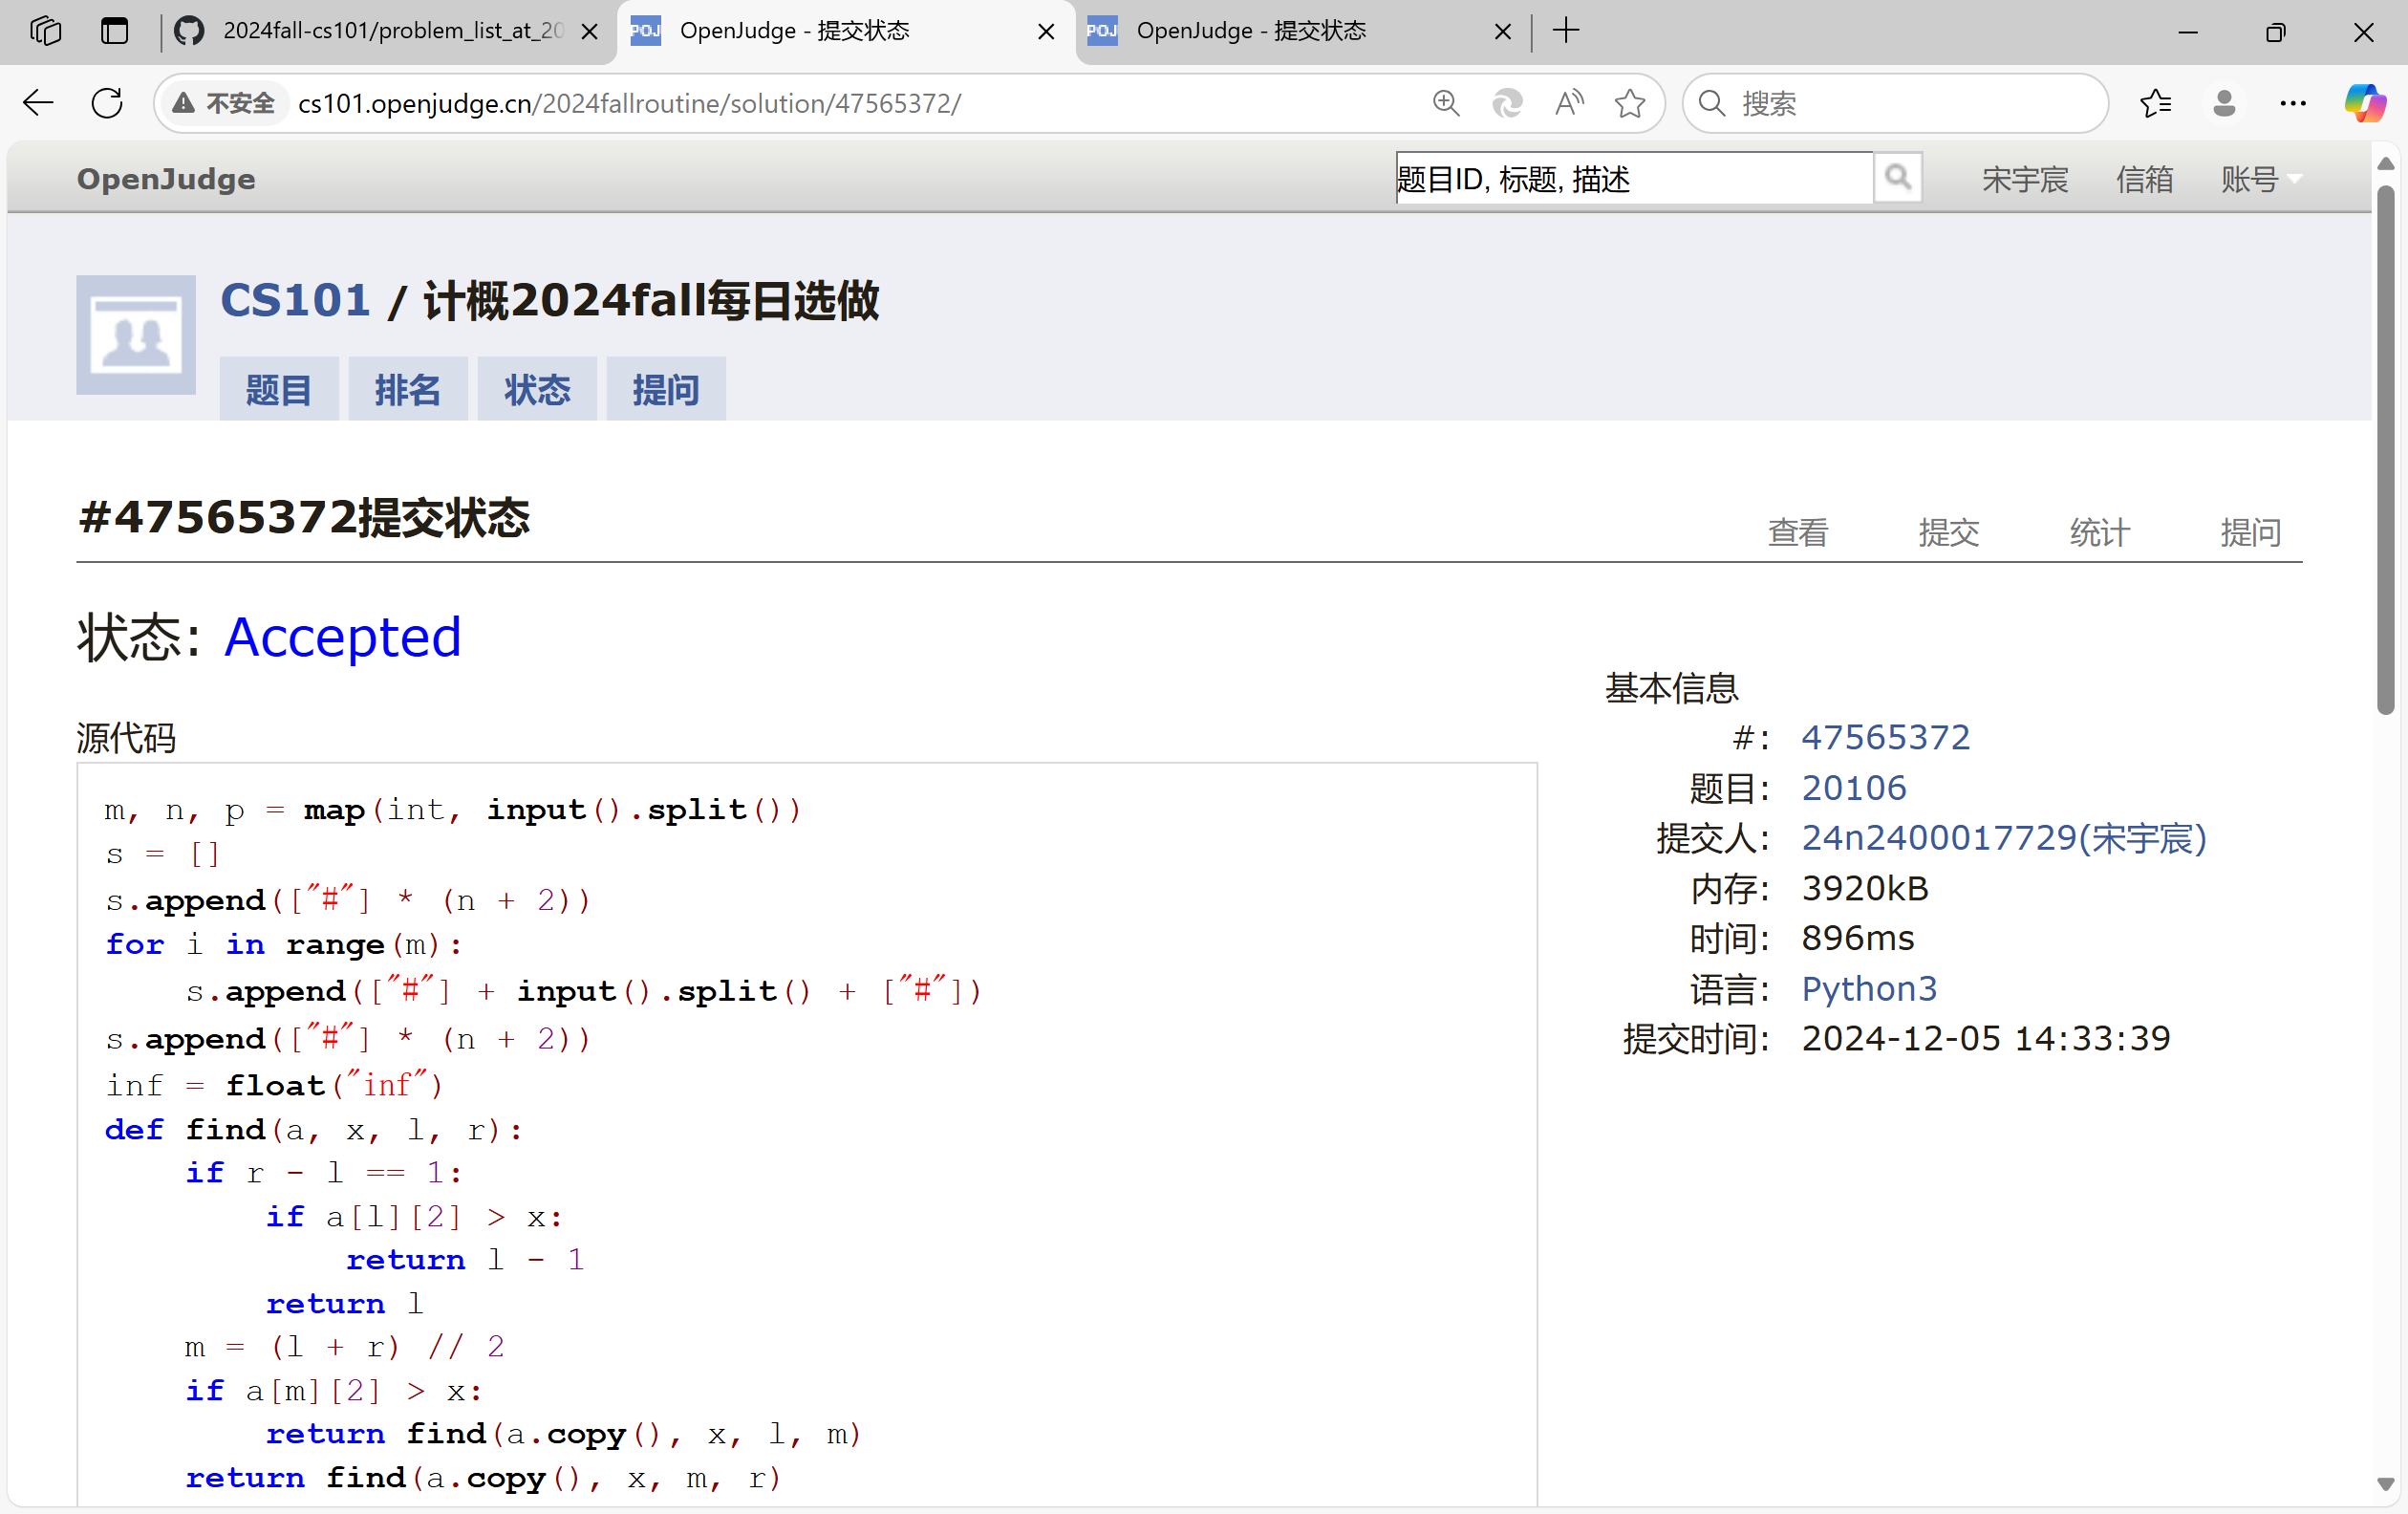 2024fall-cs101/problem_list_at_20
OpenJudge - 提交状态
OpenJudge - 提交状态
不安全
cs101.openjudge.cn/2024fallroutine/solution/47565372/
搜索
OpenJudge
题目ID, 标题, 描述
宋宇宸
信箱
账号
CS101 / 计概2024fall每日选做
题目
排名
状态
提问
#47565372提交状态
查看
提交
统计
提问
状态: Accepted
源代码
m, n, p = map(int, input().split())
s = []
s.append(["#"] * (n + 2))
for i in range(m):
    s.append(["#"] + input().split() + ["#"])
s.append(["#"] * (n + 2))
inf = float("inf")
def find(a, x, l, r):
    if r - l == 1:
        if a[l][2] > x:
            return l - 1
        return l
    m = (l + r) // 2
    if a[m][2] > x:
        return find(a.copy(), x, l, m)
    return find(a.copy(), x, m, r)
基本信息
#: 47565372
题目: 20106
提交人: 24n2400017729(宋宇宸)
内存: 3920kB
时间: 896ms
语言: Python3
提交时间: 2024-12-05 14:33:39